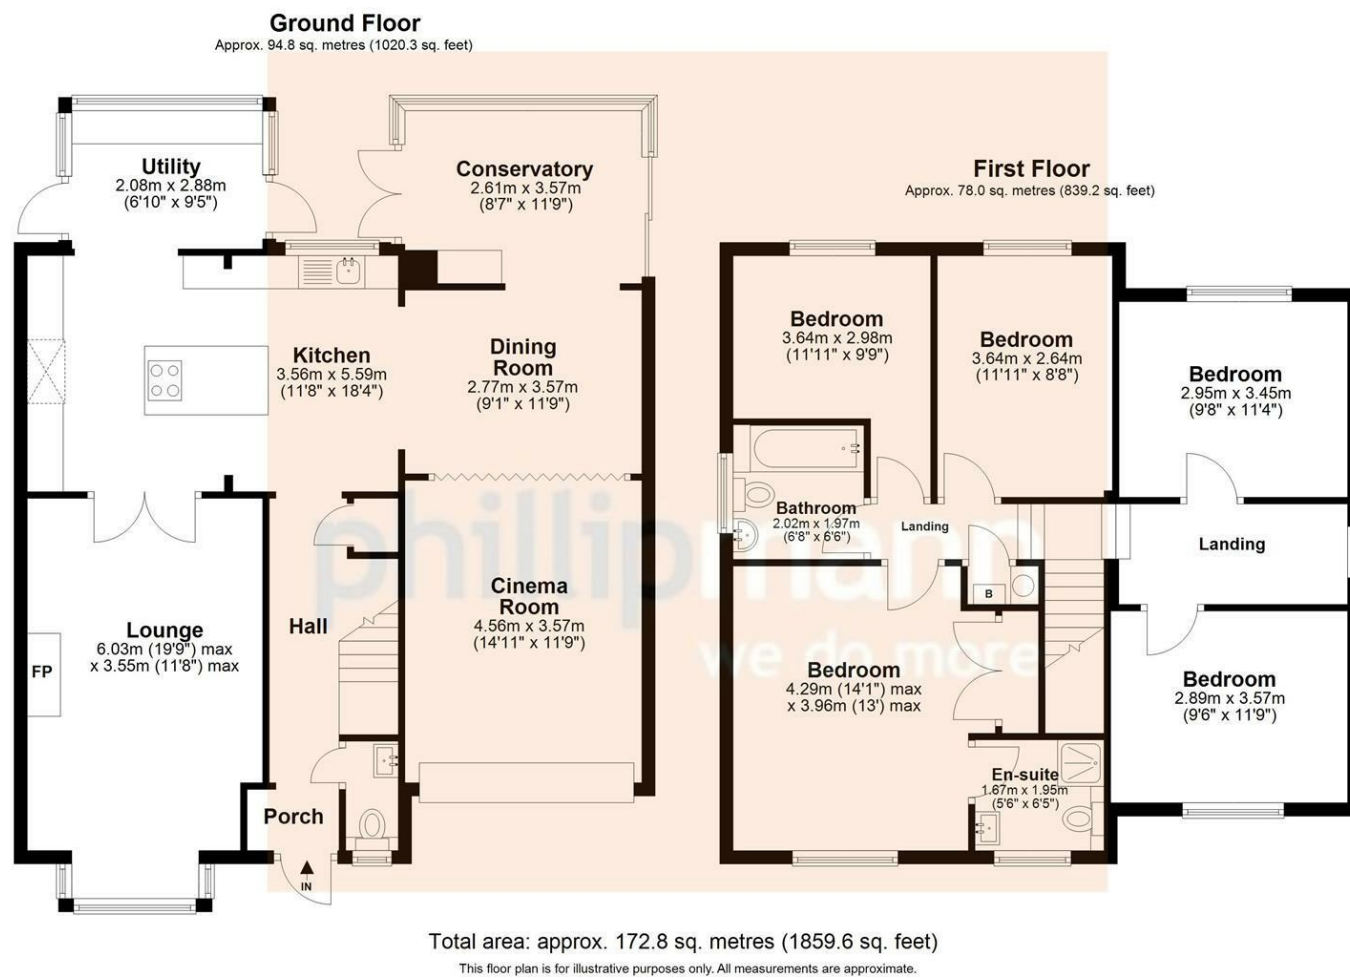 Ground Floor
Approx. 94.8 sq. metres (1020.3 sq. feet)
Utility
2.08m x 2.88m
(6'10" x 9'5")
Conservatory
2.61m x 3.57m
(8'7" x 11'9")
Kitchen
3.56m x 5.59m
(11'8" x 18'4")
Dining
Room
2.77m x 3.57m
(9'1" x 11'9")
Lounge
6.03m (19'9") max
x 3.55m (11'8") max
FP
Hall
Cinema
Room
4.56m x 3.57m
(14'11" x 11'9")
Porch
IN
First Floor
Approx. 78.0 sq. metres (839.2 sq. feet)
Bedroom
3.64m x 2.98m
(11'11" x 9'9")
Bedroom
3.64m x 2.64m
(11'11" x 8'8")
Bedroom
2.95m x 3.45m
(9'8" x 11'4")
Bathroom
2.02m x 1.97m
(6'8" x 6'6")
Landing
Landing
B
Bedroom
4.29m (14'1") max
x 3.96m (13') max
Bedroom
2.89m x 3.57m
(9'6" x 11'9")
En-suite
1.67m x 1.95m
(5'6" x 6'5")
phillipmann
we do more
Total area: approx. 172.8 sq. metres (1859.6 sq. feet)
This floor plan is for illustrative purposes only. All measurements are approximate.